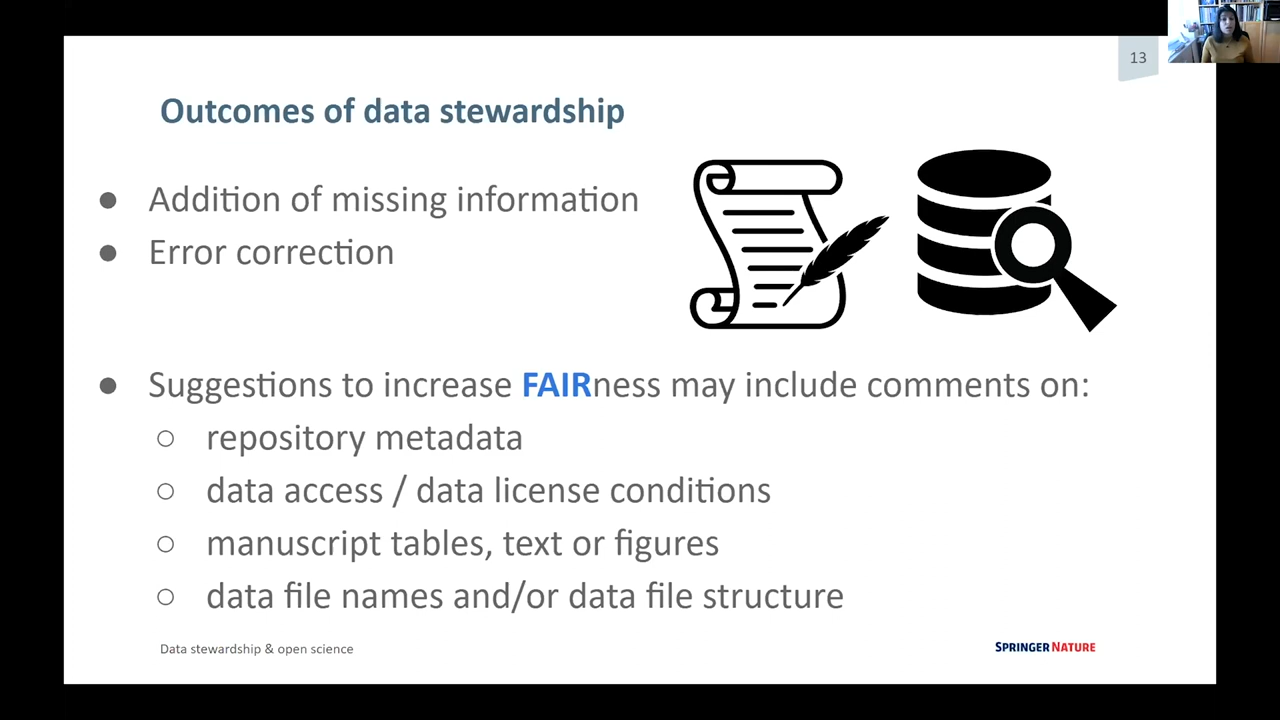 13
Outcomes of data stewardship
● Addition of missing information
● Error correction
● Suggestions to increase FAIRness may include comments on:
○ repository metadata
○ data access / data license conditions
○ manuscript tables, text or figures
○ data file names and/or data file structure
Data stewardship & open science
SPRINGER NATURE